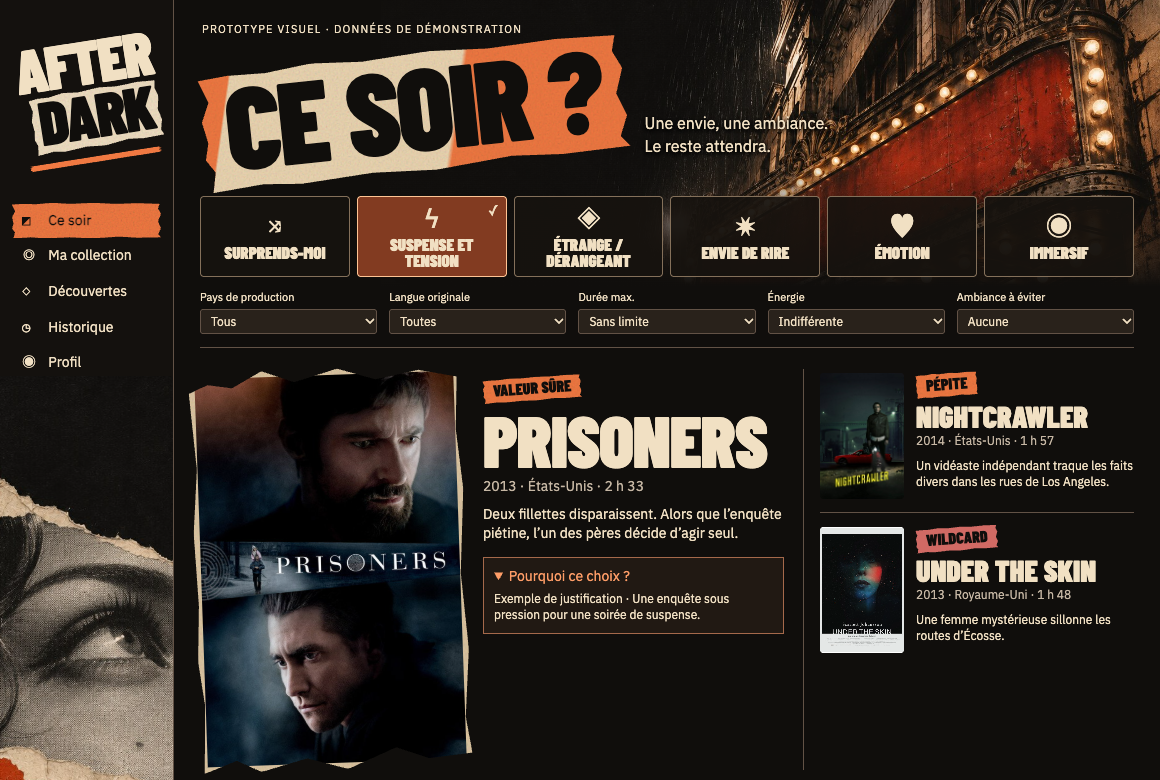 AFTER
DARK
Ce soir
Ma collection
Découvertes
Historique
Profil
PROTOTYPE VISUEL · DONNÉES DE DÉMONSTRATION
CE SOIR ?
Une envie, une ambiance.
Le reste attendra.
SURPRENDS-MOI
SUSPENSE ET
TENSION
ÉTRANGE /
DÉRANGEANT
ENVIE DE RIRE
ÉMOTION
IMMERSIF
Pays de production
Tous
Langue originale
Toutes
Durée max.
Sans limite
Énergie
Indifférente
Ambiance à éviter
Aucune
PRISONERS
VALEUR SÛRE
PRISONERS
2013 · États-Unis · 2 h 33
Deux fillettes disparaissent. Alors que l’enquête
piétine, l’un des pères décide d’agir seul.
▼ Pourquoi ce choix ?
Exemple de justification · Une enquête sous
pression pour une soirée de suspense.
NIGHTCRAWLER
PÉPITE
NIGHTCRAWLER
2014 · États-Unis · 1 h 57
Un vidéaste indépendant traque les faits
divers dans les rues de Los Angeles.
UNDER THE SKIN
WILDCARD
UNDER THE SKIN
2013 · Royaume-Uni · 1 h 48
Une femme mystérieuse sillonne les
routes d’Écosse.